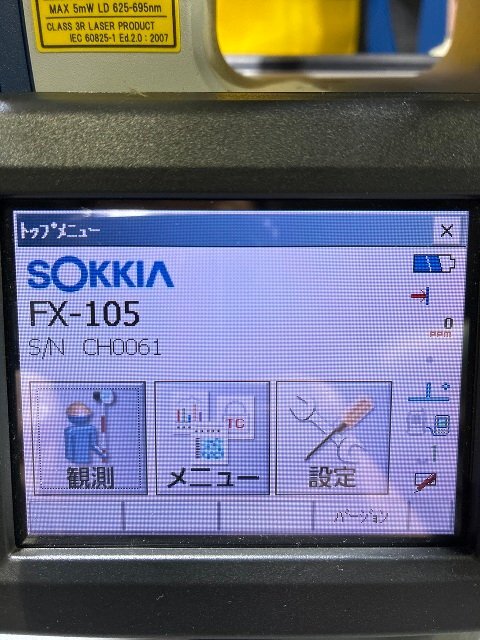 MAX 5mW LD 625-695nm
CLASS 3R LASER PRODUCT
IEC 60825-1 Ed.2.0 : 2007
トップメニュー
×
SOKKIA
FX-105
S/N CH0061
0
ppm
TC
観測
メニュー
設定
バージョン